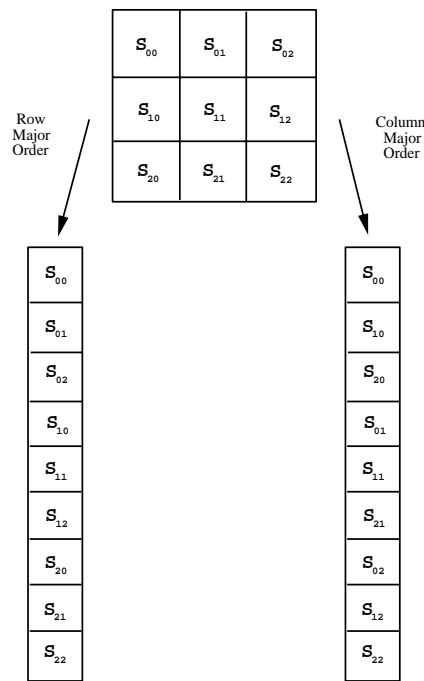 S₀₀ S₀₁ S₀₂
Row
Major
Order
Column
Major
Order
S₁₀ S₁₁ S₁₂
S₂₀ S₂₁ S₂₂
S₀₀
S₀₁
S₀₂
S₁₀
S₁₁
S₁₂
S₂₀
S₂₁
S₂₂
S₀₀
S₁₀
S₂₀
S₀₁
S₁₁
S₂₁
S₀₂
S₁₂
S₂₂